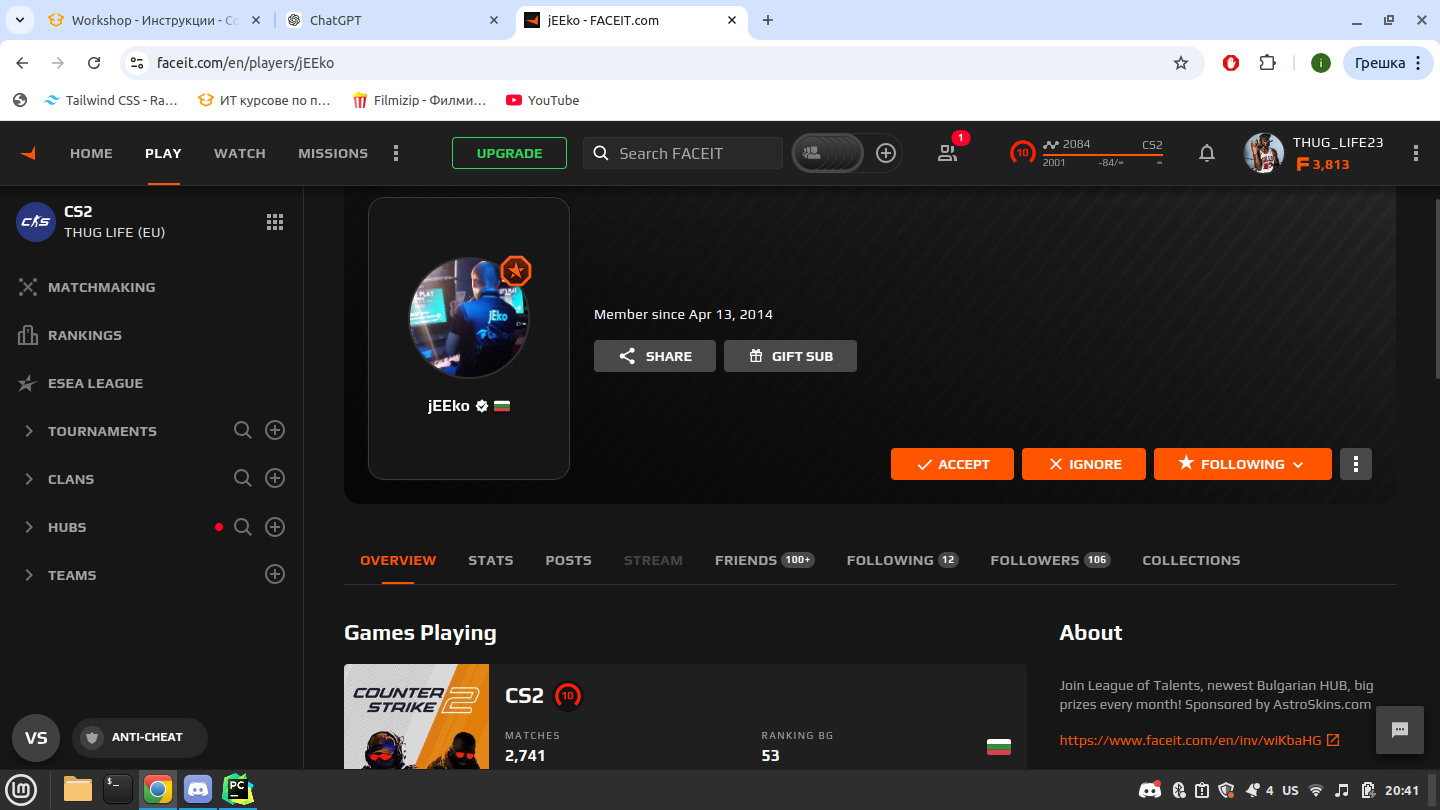 Workshop - Инструкции - Co
ChatGPT
jEEko - FACEIT.com
faceit.com/en/players/jEEko
i
Грешка
Tailwind CSS - Ra...
ИТ курсове по п...
Filmizip - Филми...
YouTube
HOME
PLAY
WATCH
MISSIONS
UPGRADE
Search FACEIT
1
10
2084
CS2
2001
-84/∞
∞
THUG_LIFE23
3,813
CS2
THUG LIFE (EU)
MATCHMAKING
RANKINGS
ESEA LEAGUE
TOURNAMENTS
CLANS
HUBS
TEAMS
VS
ANTI-CHEAT
jEko
jEEko
Member since Apr 13, 2014
SHARE
GIFT SUB
ACCEPT
IGNORE
FOLLOWING
OVERVIEW
STATS
POSTS
STREAM
FRIENDS 100+
FOLLOWING 12
FOLLOWERS 106
COLLECTIONS
Games Playing
COUNTER
STRIKE 2
CS2
10
MATCHES
2,741
RANKING BG
53
About
Join League of Talents, newest Bulgarian HUB, big
prizes every month! Sponsored by AstroSkins.com
https://www.faceit.com/en/inv/wiKbaHG
$_
PC
4
US
20:41